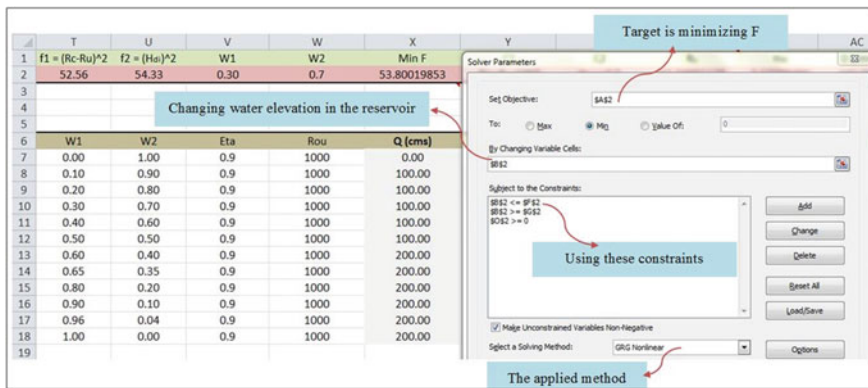 Target is minimizing F
T U V W X Y AC
1 f1 = (Rc-Ru)^2 f2 = (Hdi)^2 W1 W2 Min F
2 52.56 54.33 0.30 0.7 53.80019853
3
4
5
6 W1 W2 Eta Rou Q (cms)
7 0.00 1.00 0.9 1000 0.00
8 0.10 0.90 0.9 1000 100.00
9 0.20 0.80 0.9 1000 100.00
10 0.30 0.70 0.9 1000 100.00
11 0.40 0.60 0.9 1000 100.00
12 0.50 0.50 0.9 1000 100.00
13 0.60 0.40 0.9 1000 200.00
14 0.65 0.35 0.9 1000 200.00
15 0.80 0.20 0.9 1000 200.00
16 0.90 0.10 0.9 1000 200.00
17 0.96 0.04 0.9 1000 200.00
18 1.00 0.00 0.9 1000 200.00
19
Changing water elevation in the reservoir
Solver Parameters
Set Objective: $A$2
To: Max Min Value Of: 0
By Changing Variable Cells:
$B$2
Subject to the Constraints:
$B$2 <= $F$2
$B$2 >= $G$2
$O$2 >= 0
Add
Change
Delete
Reset All
Load/Save
Using these constraints
Make Unconstrained Variables Non-Negative
Select a Solving Method: GRG Nonlinear
Options
The applied method